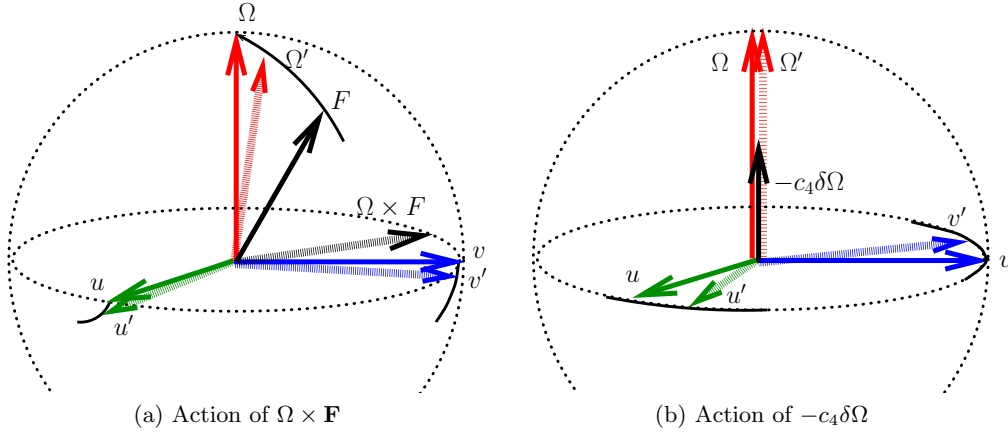 Ω
Ω′
F
Ω × F
v
v′
u
u′
(a) Action of Ω × F
Ω
Ω′
−c₄δΩ
v′
v
u
u′
(b) Action of −c₄δΩ